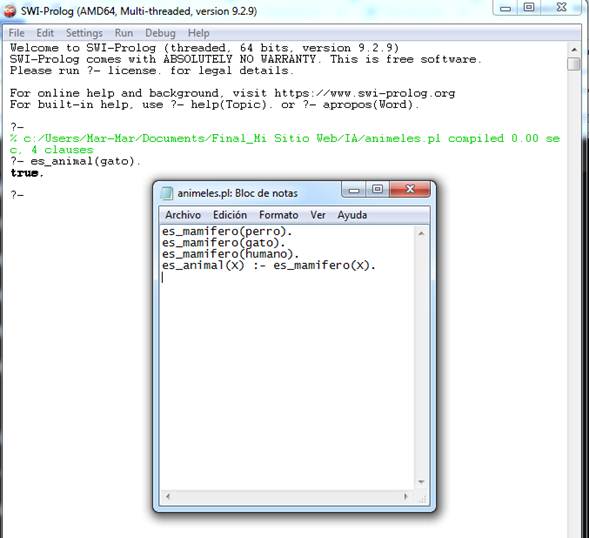 SWI-Prolog (AMD64, Multi-threaded, version 9.2.9)
File Edit Settings Run Debug Help
Welcome to SWI-Prolog (threaded, 64 bits, version 9.2.9)
SWI-Prolog comes with ABSOLUTELY NO WARRANTY. This is free software.
Please run ?- license. for legal details.
For online help and background, visit https://www.swi-prolog.org
For built-in help, use ?- help(Topic). or ?- apropos(Word).
?-
% c:/Users/Mar-Mar/Documents/Final_Mi Sitio Web/IA/animeles.pl compiled 0.00 se
c, 4 clauses
?- es_animal(gato).
true.
?-
animeles.pl: Bloc de notas
Archivo Edición Formato Ver Ayuda
es_mamifero(perro).
es_mamifero(gato).
es_mamifero(humano).
es_animal(X) :- es_mamifero(X).